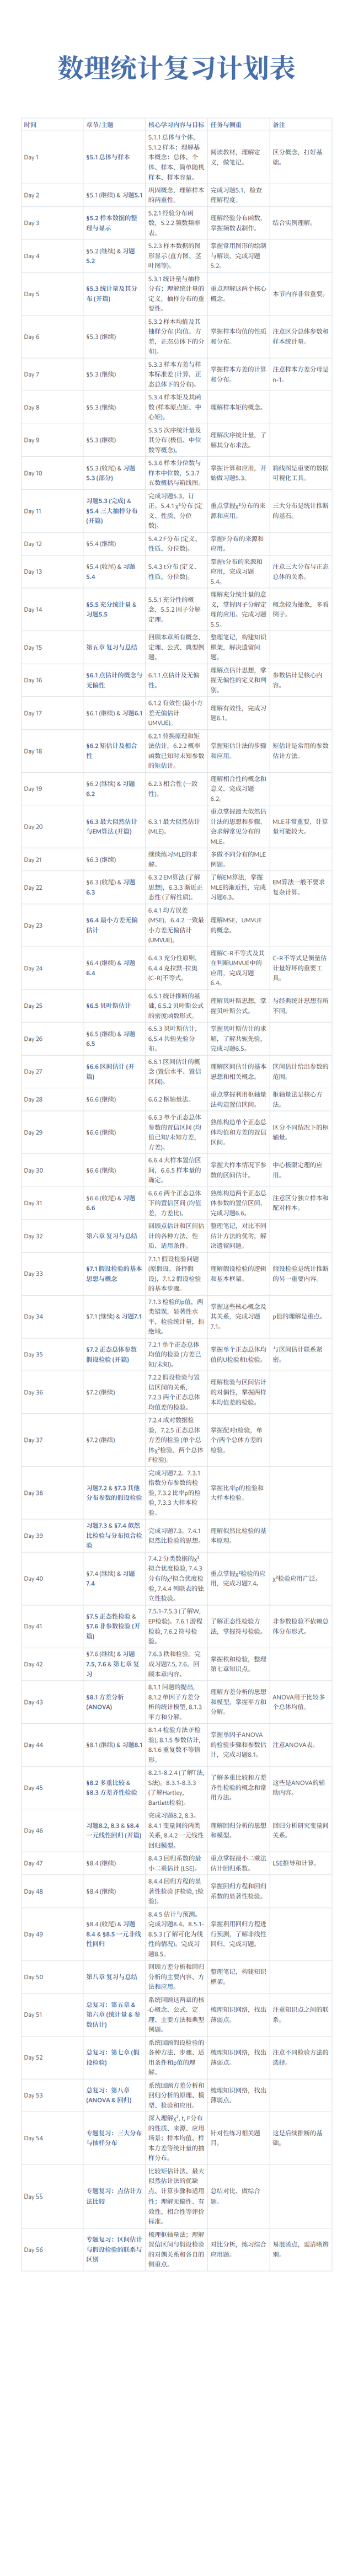 数理统计复习计划表
时间 章节/主题 核心学习内容与目标 任务与侧重 备注
Day 1 §5.1 总体与样本 5.1.1 总体与个体, 5.1.2 样本；理解基本概念：总体、个体、样本、简单随机样本、样本容量。 阅读教材，理解定义，做笔记。 区分概念，打好基础。
Day 2 §5.1 (继续) & 习题5.1 巩固概念，理解样本的两重性。 完成习题5.1，检查理解程度。
Day 3 §5.2 样本数据的整理与显示 5.2.1 经验分布函数, 5.2.2 频数频率表。 理解经验分布函数，掌握频数表制作。 结合实例理解。
Day 4 §5.2 (继续) & 习题5.2 5.2.3 样本数据的图形显示 (直方图、茎叶图等)。 掌握常用图形的绘制与解读，完成习题5.2。
Day 5 §5.3 统计量及其分布 (开篇) 5.3.1 统计量与抽样分布；理解统计量的定义，抽样分布的重要性。 重点理解这两个核心概念。 本节内容非常重要。
Day 6 §5.3 (继续) 5.3.2 样本均值及其抽样分布 (均值、方差、正态总体下的分布)。 掌握样本均值的性质和分布。 注意区分总体参数和样本统计量。
Day 7 §5.3 (继续) 5.3.3 样本方差与样本标准差 (计算、正态总体下的分布)。 掌握样本方差的计算和分布。 注意样本方差分母是n-1。
Day 8 §5.3 (继续) 5.3.4 样本矩及其函数 (样本原点矩、中心矩)。 理解样本矩的概念。
Day 9 §5.3 (继续) 5.3.5 次序统计量及其分布 (极值、中位数等概念)。 理解次序统计量，了解其分布求法。
Day 10 §5.3 (收尾) & 习题5.3 (部分) 5.3.6 样本分位数与样本中位数，5.3.7 五数概括与箱线图。 掌握计算和应用，开始做习题5.3。 箱线图是重要的数据可视化工具。
Day 11 习题5.3 (完成) & §5.4 三大抽样分布 (开篇) 完成习题5.3，订正。5.4.1 χ²分布 (定义、性质、分位数)。 重点掌握χ²分布的来源和应用。 三大分布是统计推断的基石。
Day 12 §5.4 (继续) 5.4.2 F分布 (定义、性质、分位数)。 掌握F分布的来源和应用。
Day 13 §5.4 (收尾) & 习题5.4 5.4.3 t分布 (定义、性质、分位数)。 掌握t分布的来源和应用，完成习题5.4。 注意三大分布与正态总体的关系。
Day 14 §5.5 充分统计量 & 习题5.5 5.5.1 充分性的概念，5.5.2 因子分解定理。 理解充分统计量的意义，掌握因子分解定理的应用。完成习题5.5。 概念较为抽象，多看例子。
Day 15 第五章 复习与总结 回顾本章所有概念、定理、公式，典型例题。 整理笔记，构建知识框架，解决遗留问题。
Day 16 §6.1 点估计的概念与无偏性 6.1.1 点估计及无偏性。 理解点估计思想，掌握无偏性的定义和判别。 参数估计是核心内容。
Day 17 §6.1 (继续) & 习题6.1 6.1.2 有效性 (最小方差无偏估计UMVUE)。 理解有效性，完成习题6.1。
Day 18 §6.2 矩估计及相合性 6.2.1 替换原理和矩法估计，6.2.2 概率函数已知时未知参数的矩估计。 掌握矩估计法的步骤和应用。 矩估计是常用的参数估计方法。
Day 19 §6.2 (继续) & 习题6.2 6.2.3 相合性 (一致性)。 理解相合性的概念和意义，完成习题6.2。
Day 20 §6.3 最大似然估计与EM算法 (开篇) 6.3.1 最大似然估计 (MLE)。 重点掌握最大似然估计法的思想和步骤，会求解常见分布的MLE。 MLE非常重要，计算量可能较大。
Day 21 §6.3 (继续) 继续练习MLE的求解。 多做不同分布的MLE例题。
Day 22 §6.3 (收尾) & 习题6.3 6.3.2 EM算法 (了解思想)，6.3.3 渐近正态性 (了解性质)。 了解EM算法，掌握MLE的渐近性，完成习题6.3。 EM算法一般不要求复杂计算。
Day 23 §6.4 最小方差无偏估计 6.4.1 均方误差 (MSE)，6.4.2 一致最小方差无偏估计 (UMVUE)。 理解MSE、UMVUE的概念。
Day 24 §6.4 (继续) & 习题6.4 6.4.3 充分性原则, 6.4.4 克拉默-拉奥 (C-R)不等式。 理解C-R不等式及其在判断UMVUE中的应用，完成习题6.4。 C-R不等式是衡量估计量好坏的重要工具。
Day 25 §6.5 贝叶斯估计 6.5.1 统计推断的基础, 6.5.2 贝叶斯公式的密度函数形式。 理解贝叶斯思想，掌握贝叶斯公式。 与经典统计思想有所不同。
Day 26 §6.5 (继续) & 习题6.5 6.5.3 贝叶斯估计, 6.5.4 共轭先验分布。 掌握贝叶斯估计的求解，了解共轭先验，完成习题6.5。
Day 27 §6.6 区间估计 (开篇) 6.6.1 区间估计的概念 (置信水平、置信区间)。 理解区间估计的基本思想和相关概念。 区间估计给出参数的范围。
Day 28 §6.6 (继续) 6.6.2 枢轴量法。 重点掌握利用枢轴量法构造置信区间。 枢轴量法是核心方法。
Day 29 §6.6 (继续) 6.6.3 单个正态总体参数的置信区间 (均值已知/未知方差, 方差)。 熟练构造单个正态总体均值和方差的置信区间。 区分不同情况下的枢轴量。
Day 30 §6.6 (继续) 6.6.4 大样本置信区间，6.6.5 样本量的确定。 掌握大样本情况下参数的区间估计。 中心极限定理的应用。
Day 31 §6.6 (收尾) & 习题6.6 6.6.6 两个正态总体下的置信区间 (均值差、方差比)。 熟练构造两个正态总体参数的置信区间，完成习题6.6。 注意区分独立样本和配对样本。
Day 32 第六章 复习与总结 回顾点估计和区间估计的各种方法、性质、适用条件。 整理笔记，对比不同估计方法的优劣，解决遗留问题。
Day 33 §7.1 假设检验的基本思想与概念 7.1.1 假设检验问题 (原假设、备择假设)，7.1.2 假设检验的基本步骤。 理解假设检验的逻辑和基本框架。 假设检验是统计推断的另一重要内容。
Day 34 §7.1 (继续) & 习题7.1 7.1.3 检验的p值，两类错误，显著性水平，检验统计量，拒绝域。 掌握这些核心概念及其关系，完成习题7.1。 p值的理解是重点。
Day 35 §7.2 正态总体参数假设检验 (开篇) 7.2.1 单个正态总体均值的检验 (方差已知/未知)。 掌握单个正态总体均值的U检验和t检验。 与区间估计联系紧密。
Day 36 §7.2 (继续) 7.2.2 假设检验与置信区间的关系, 7.2.3 两个正态总体均值差的检验。 理解检验与区间估计的对偶性，掌握两样本均值差的检验。
Day 37 §7.2 (继续) 7.2.4 成对数据检验，7.2.5 正态总体方差的检验 (单个总体χ²检验，两个总体F检验)。 掌握配对t检验，单个/两个总体方差的检验。
Day 38 习题7.2 & §7.3 其他分布参数的假设检验 完成习题7.2。7.3.1 指数分布参数的检验, 7.3.2 比率p的检验, 7.3.3 大样本检验。 掌握比率p的检验和大样本检验。
Day 39 习题7.3 & §7.4 似然比检验与分布拟合检验 完成习题7.3。7.4.1 似然比检验的思想。 理解似然比检验的基本原理。
Day 40 §7.4 (继续) & 习题7.4 7.4.2 分类数据的χ²拟合优度检验, 7.4.3 分布的χ²拟合优度检验, 7.4.4 列联表的独立性检验。 重点掌握χ²检验的应用，完成习题7.4。 χ²检验应用广泛。
Day 41 §7.5 正态性检验 & §7.6 非参数检验 (开篇) 7.5.1-7.5.3 (了解W, EP检验)。7.6.1 游程检验, 7.6.2 符号检验。 了解正态性检验方法，掌握符号检验。 非参数检验不依赖总体分布形式。
Day 42 §7.6 (继续) & 习题7.5, 7.6 & 第七章 复习 7.6.3 秩和检验。完成习题7.5, 7.6。回顾本章内容。 掌握秩和检验，整理第七章知识点。
Day 43 §8.1 方差分析 (ANOVA) 8.1.1 问题的提出, 8.1.2 单因子方差分析的统计模型, 8.1.3 平方和分解。 理解方差分析的思想和模型，掌握平方和分解。 ANOVA用于比较多个总体均值。
Day 44 §8.1 (继续) & 习题8.1 8.1.4 检验方法 (F检验), 8.1.5 参数估计, 8.1.6 重复数不等情形。 掌握单因子ANOVA的检验步骤和参数估计，完成习题8.1。 注意ANOVA表。
Day 45 §8.2 多重比较 & §8.3 方差齐性检验 8.2.1-8.2.4 (了解T法, S法)。8.3.1-8.3.3 (了解Hartley, Bartlett检验)。 了解多重比较和方差齐性检验的概念和常用方法。 这些是ANOVA的辅助内容。
Day 46 习题8.2, 8.3 & §8.4 一元线性回归 (开篇) 完成习题8.2, 8.3。8.4.1 变量间的两类关系, 8.4.2 一元线性回归模型。 理解回归分析的思想和模型。 回归分析研究变量间关系。
Day 47 §8.4 (继续) 8.4.3 回归系数的最小二乘估计 (LSE)。 重点掌握最小二乘法估计回归系数。 LSE推导和计算。
Day 48 §8.4 (继续) 8.4.4 回归方程的显著性检验 (F检验, t检验)。 掌握回归方程和回归系数的显著性检验。
Day 49 §8.4 (收尾) & 习题8.4 & §8.5 一元非线性回归 8.4.5 估计与预测。完成习题8.4。8.5.1-8.5.3 (了解可化为线性的情况)。完成习题8.5。 掌握利用回归方程进行预测，了解非线性回归，完成习题。
Day 50 第八章 复习与总结 回顾方差分析和回归分析的主要内容、方法和应用。 整理笔记，构建知识框架。
Day 51 总复习：第五章 & 第六章 (统计量 & 参数估计) 系统回顾这两章的核心概念、公式、定理、主要方法和典型例题。 梳理知识网络，找出薄弱点。 注意知识点之间的联系。
Day 52 总复习：第七章 (假设检验) 系统回顾假设检验的各种方法、步骤、适用条件和p值的理解。 梳理知识网络，找出薄弱点。 注意不同检验方法的选择。
Day 53 总复习：第八章 (ANOVA & 回归) 系统回顾方差分析和回归分析的原理、模型、检验和应用。 梳理知识网络，找出薄弱点。
Day 54 专题复习：三大分布与抽样分布 深入理解χ², t, F分布的性质、来源、应用场景；样本均值、样本方差等统计量的抽样分布。 针对性练习相关题目。 这是后续推断的基础。
Day 55 专题复习：点估计方法比较 比较矩估计法、最大似然估计法的优缺点、计算步骤和适用性；理解无偏性、有效性、相合性等评价标准。 总结对比，做综合题。
Day 56 专题复习：区间估计与假设检验的联系与区别 梳理枢轴量法；理解置信区间与假设检验的对偶关系和各自的侧重点。 对比分析，练习综合应用题。 易混淆点，需清晰辨别。